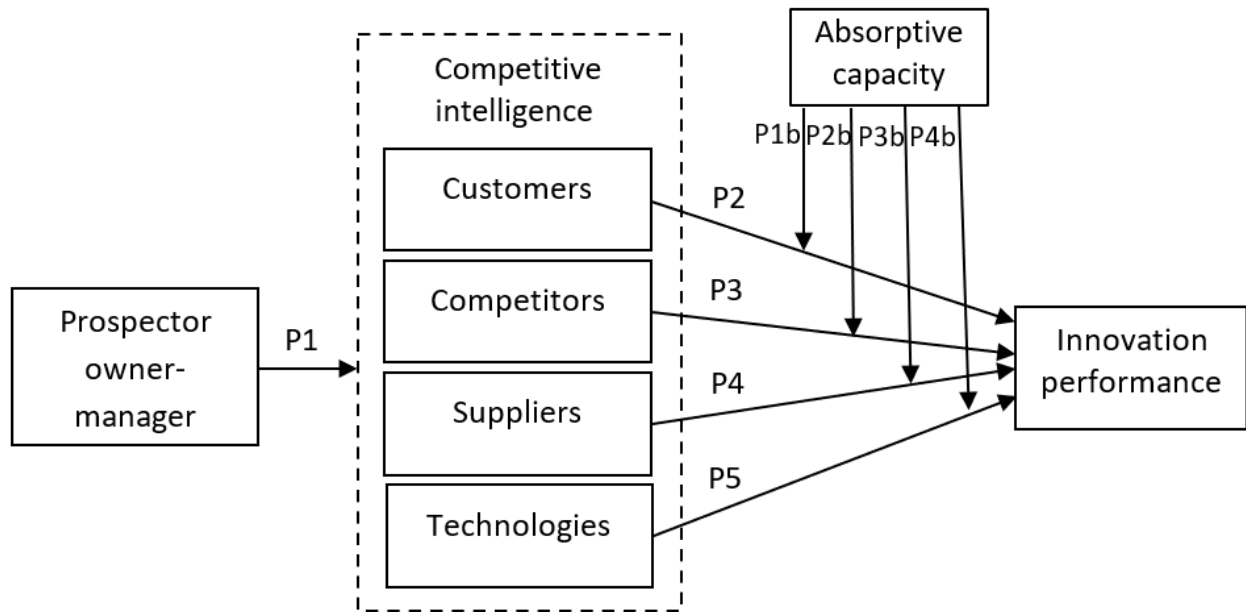 Absorptive
capacity
Competitive
intelligence
P1b P2b P3b P4b
Customers
P2
Competitors
P3
Prospector
owner-
manager
P1
Innovation
performance
Suppliers
P4
Technologies
P5